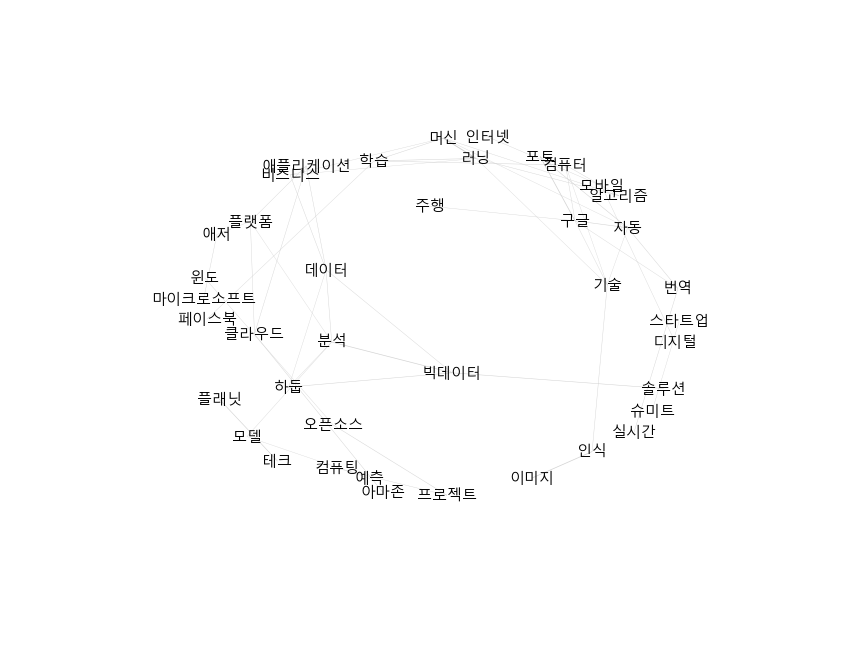 머신 인터넷
러닝
포토
학습
애플리케이션
컴퓨터
비즈니스
모바일
알고리즘
주행
플랫폼
구글
자동
애저
데이터
윈도
기술
번역
마이크로소프트
페이스북
스타트업
클라우드
분석
디지털
빅데이터
하둡
솔루션
플래닛
슈미트
오픈소스
실시간
모델
인식
테크
컴퓨팅
예측
이미지
아마존
프로젝트